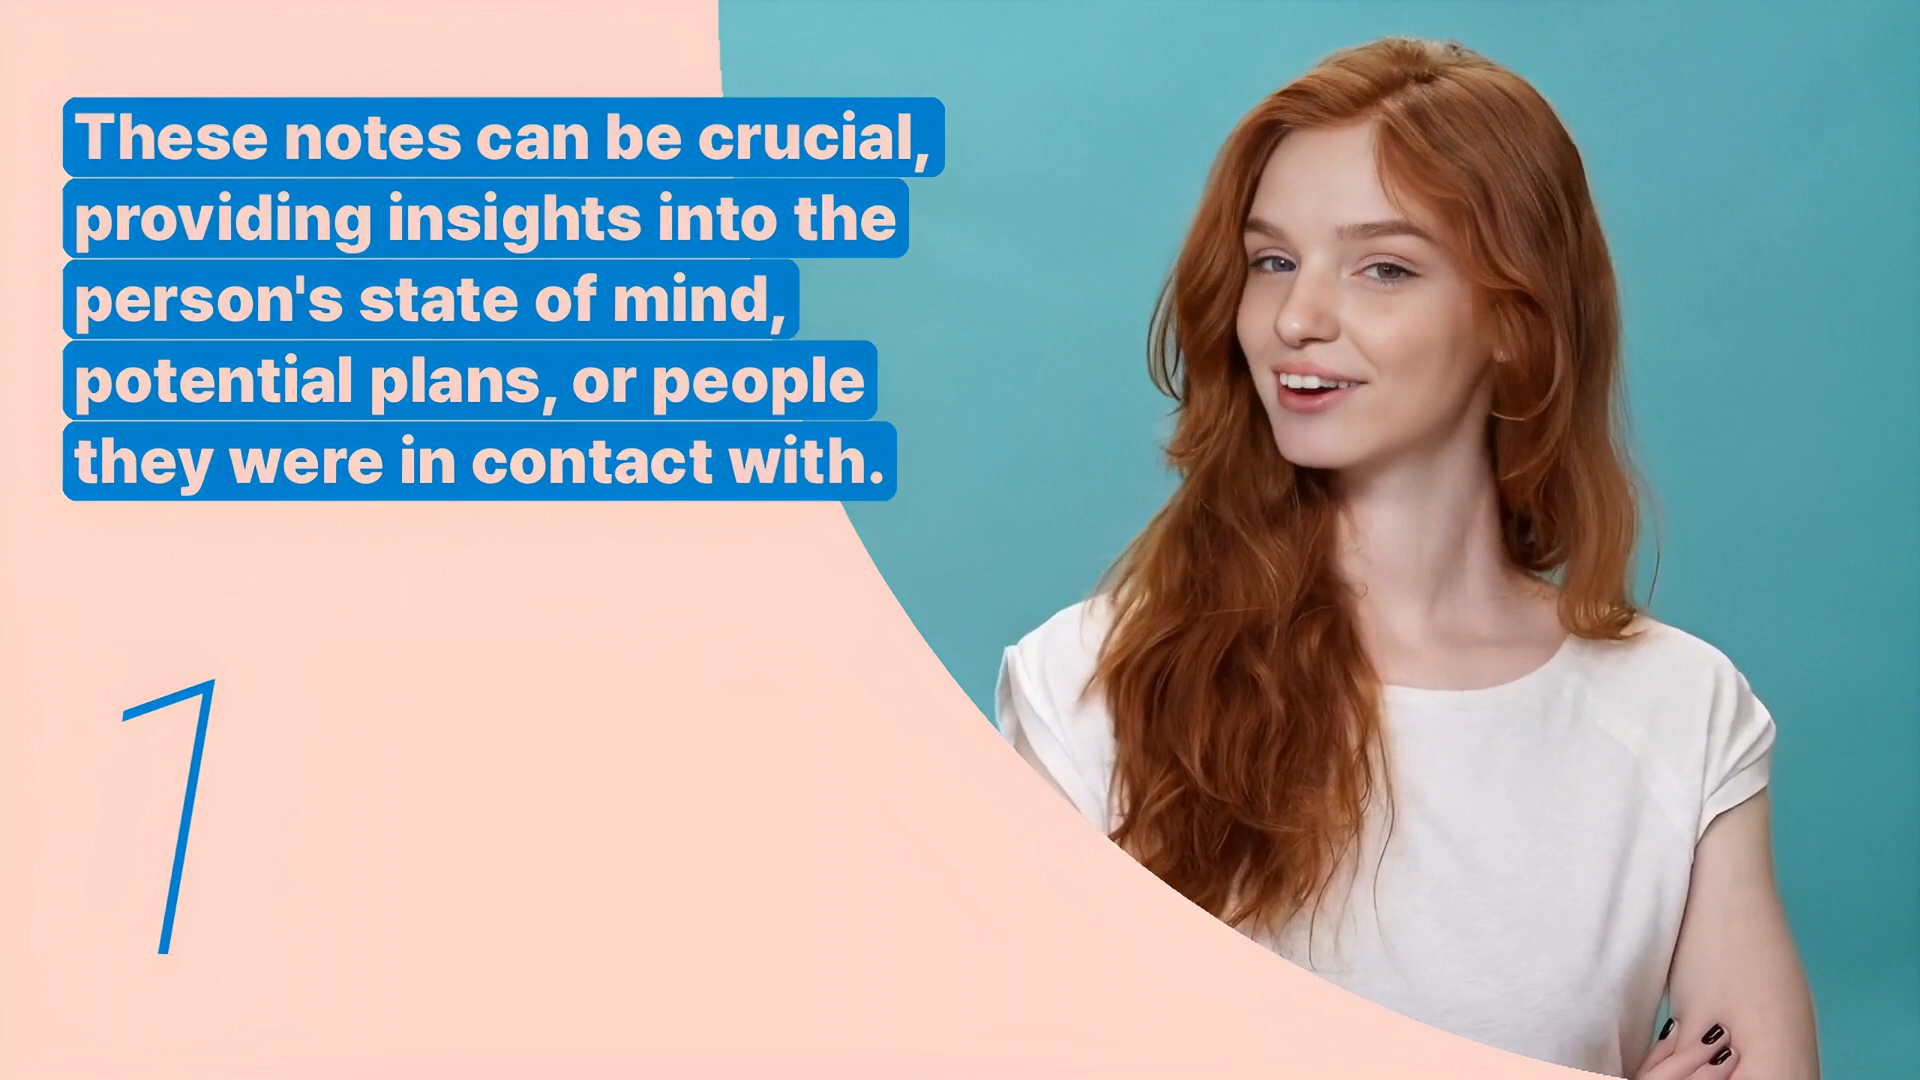 These notes can be crucial,
providing insights into the
person's state of mind,
potential plans, or people
they were in contact with.
1